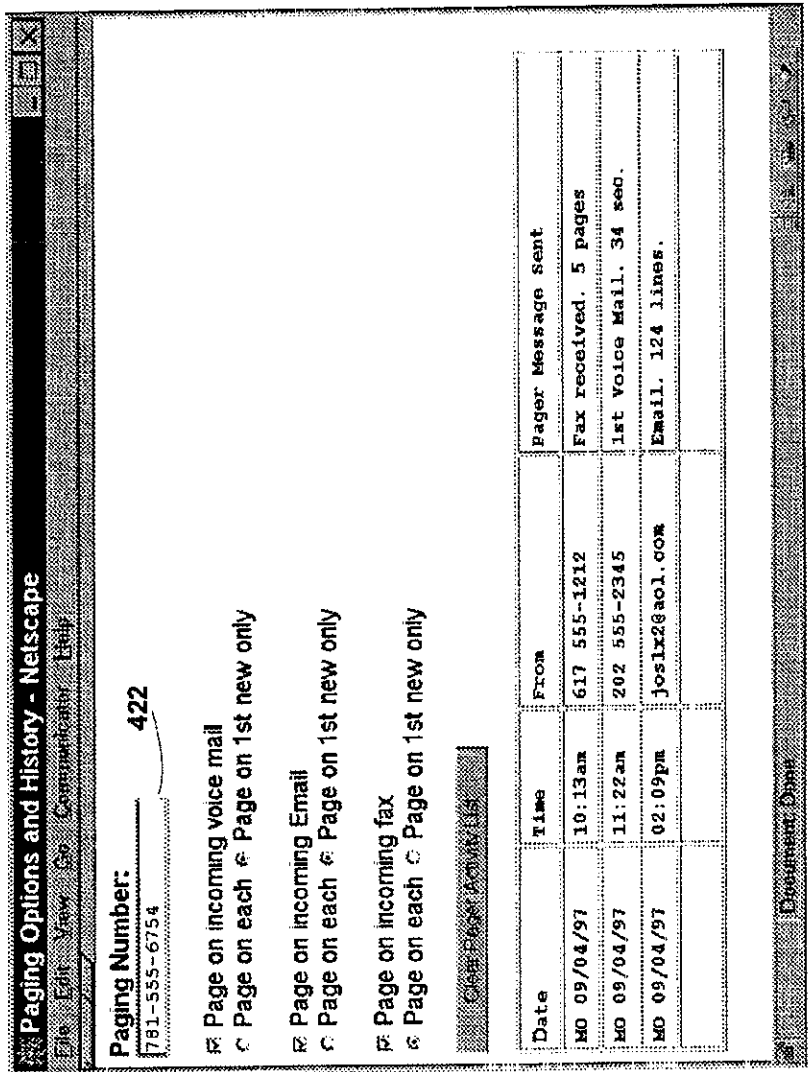 Paging Options and History - Netscape
File Edit View Go Communicator Help
Paging Number:
781-555-6754
422
Page on incoming voice mail
Page on each Page on 1st new only
Page on incoming Email
Page on each Page on 1st new only
Page on incoming fax
Page on each Page on 1st new only
Clear Pager Activity List
Date Time From Pager Message Sent
MO 09/04/97 10:13am 617 555-1212 Fax received. 5 pages
MO 09/04/97 11:22am 202 555-2345 1st Voice Mail. 34 sec.
MO 09/04/97 02:09pm joslx2@aol.com Email. 124 lines.
Document Done